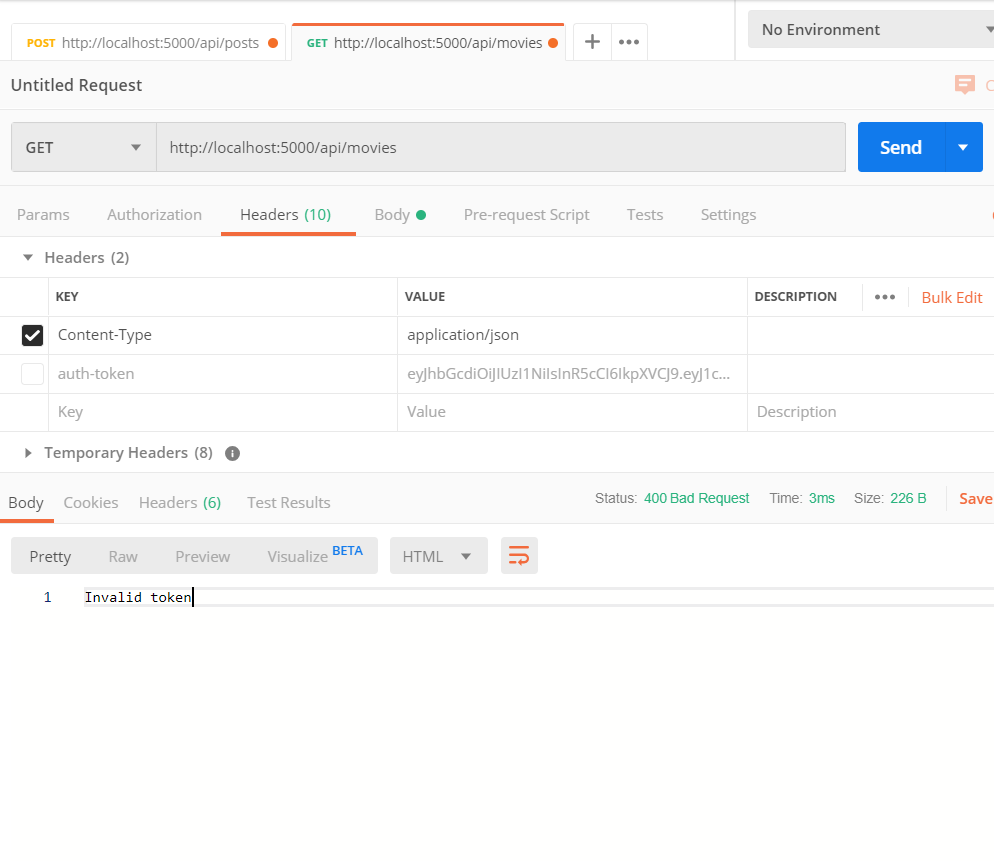 POST http://localhost:5000/api/posts GET http://localhost:5000/api/movies No Environment
Untitled Request
GET http://localhost:5000/api/movies Send
Params Authorization Headers (10) Body Pre-request Script Tests Settings
Headers (2)
KEY VALUE DESCRIPTION Bulk Edit
Content-Type application/json
auth-token eyJhbGcdiOiJIUzI1NiIsInR5cCI6IkpXVCJ9.eyJ1c...
Key Value Description
Temporary Headers (8)
Body Cookies Headers (6) Test Results Status: 400 Bad Request Time: 3ms Size: 226 B Save
Pretty Raw Preview Visualize BETA HTML
1 Invalid token